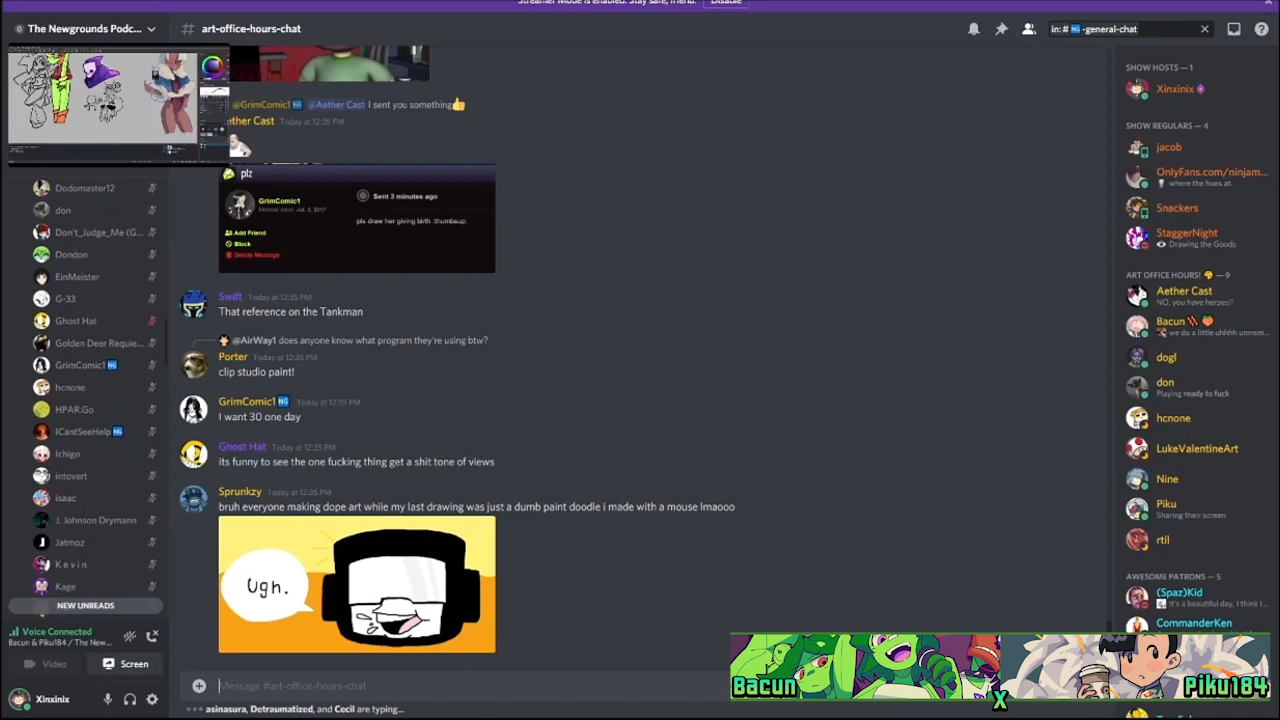 Streamer Mode is enabled. Stay safe, friend. Disable
The Newgrounds Podc...
# art-office-hours-chat
in:# NG-general-chat
@GrimComic1 NG @Aether Cast I sent you something👍
ther Cast Today at 12:35 PM
plz
GrimComic1
Sent 3 minutes ago
pls draw her giving birth :thumbsup:
Add Friend
Block
Delete Message
Swift Today at 12:35 PM
That reference on the Tankman
@AirWay1 does anyone know what program they're using btw?
Porter Today at 12:35 PM
clip studio paint!
GrimComic1 NG Today at 12:35 PM
I want 30 one day
Ghost Hat Today at 12:35 PM
its funny to see the one fucking thing get a shit tone of views
Sprunkzy Today at 12:35 PM
bruh everyone making dope art while my last drawing was just a dumb paint doodle i made with a mouse lmaooo
Ugh.
Message #art-office-hours-chat
asinasura, Detraumatized, and Cecil are typing...
Dodomaster12
don
Don't_Judge_Me (G...
Dondon
EinMeister
G-33
Ghost Hat
Golden Deer Requie...
GrimComic1 NG
hcnone
HPAR.Go
ICantSeeHelp NG
Ichigo
intovert
isaac
J. Johnson Drymann
Jatmoz
K e v i n
Kage
NEW UNREADS
Voice Connected
Bacun & Piku184 / The New...
Video
Screen
Xinxinix
SHOW HOSTS — 1
Xinxinix
SHOW REGULARS — 4
jacob
OnlyFans.com/ninjam...
where the hoes at.
Snackers
StaggerNight
Drawing the Goods
ART OFFICE HOURS! — 9
Aether Cast
NO, you have herpes!!
Bacun 🥓 🍑
we do a little uhhhh ummm...
dogl
don
Playing ready to fuck
hcnone
LukeValentineArt
Nine
Piku
Sharing their screen
rtil
AWESOME PATRONS — 5
(Spaz)Kid
It's a beautiful day, I think I...
CommanderKen
Bacun
X
Piku184